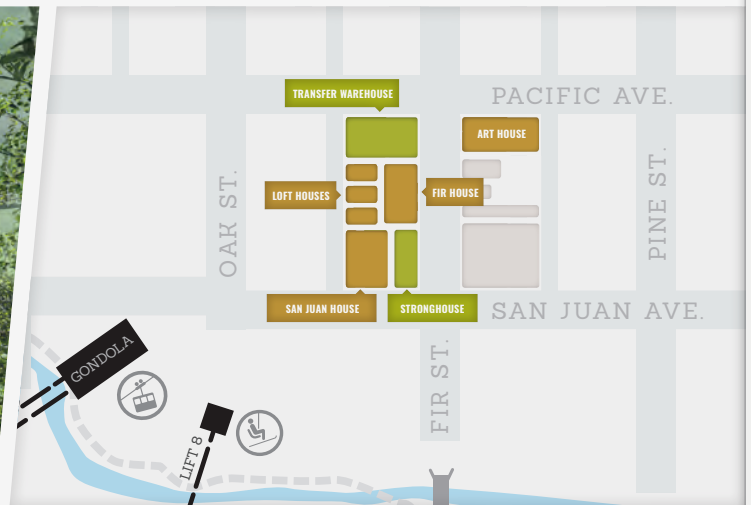 TRANSFER WAREHOUSE
PACIFIC AVE.
ART HOUSE
LOFT HOUSES
FIR HOUSE
OAK ST.
PINE ST.
SAN JUAN HOUSE
STRONGHOUSE
SAN JUAN AVE.
GONDOLA
FIR ST.
LIFT 8